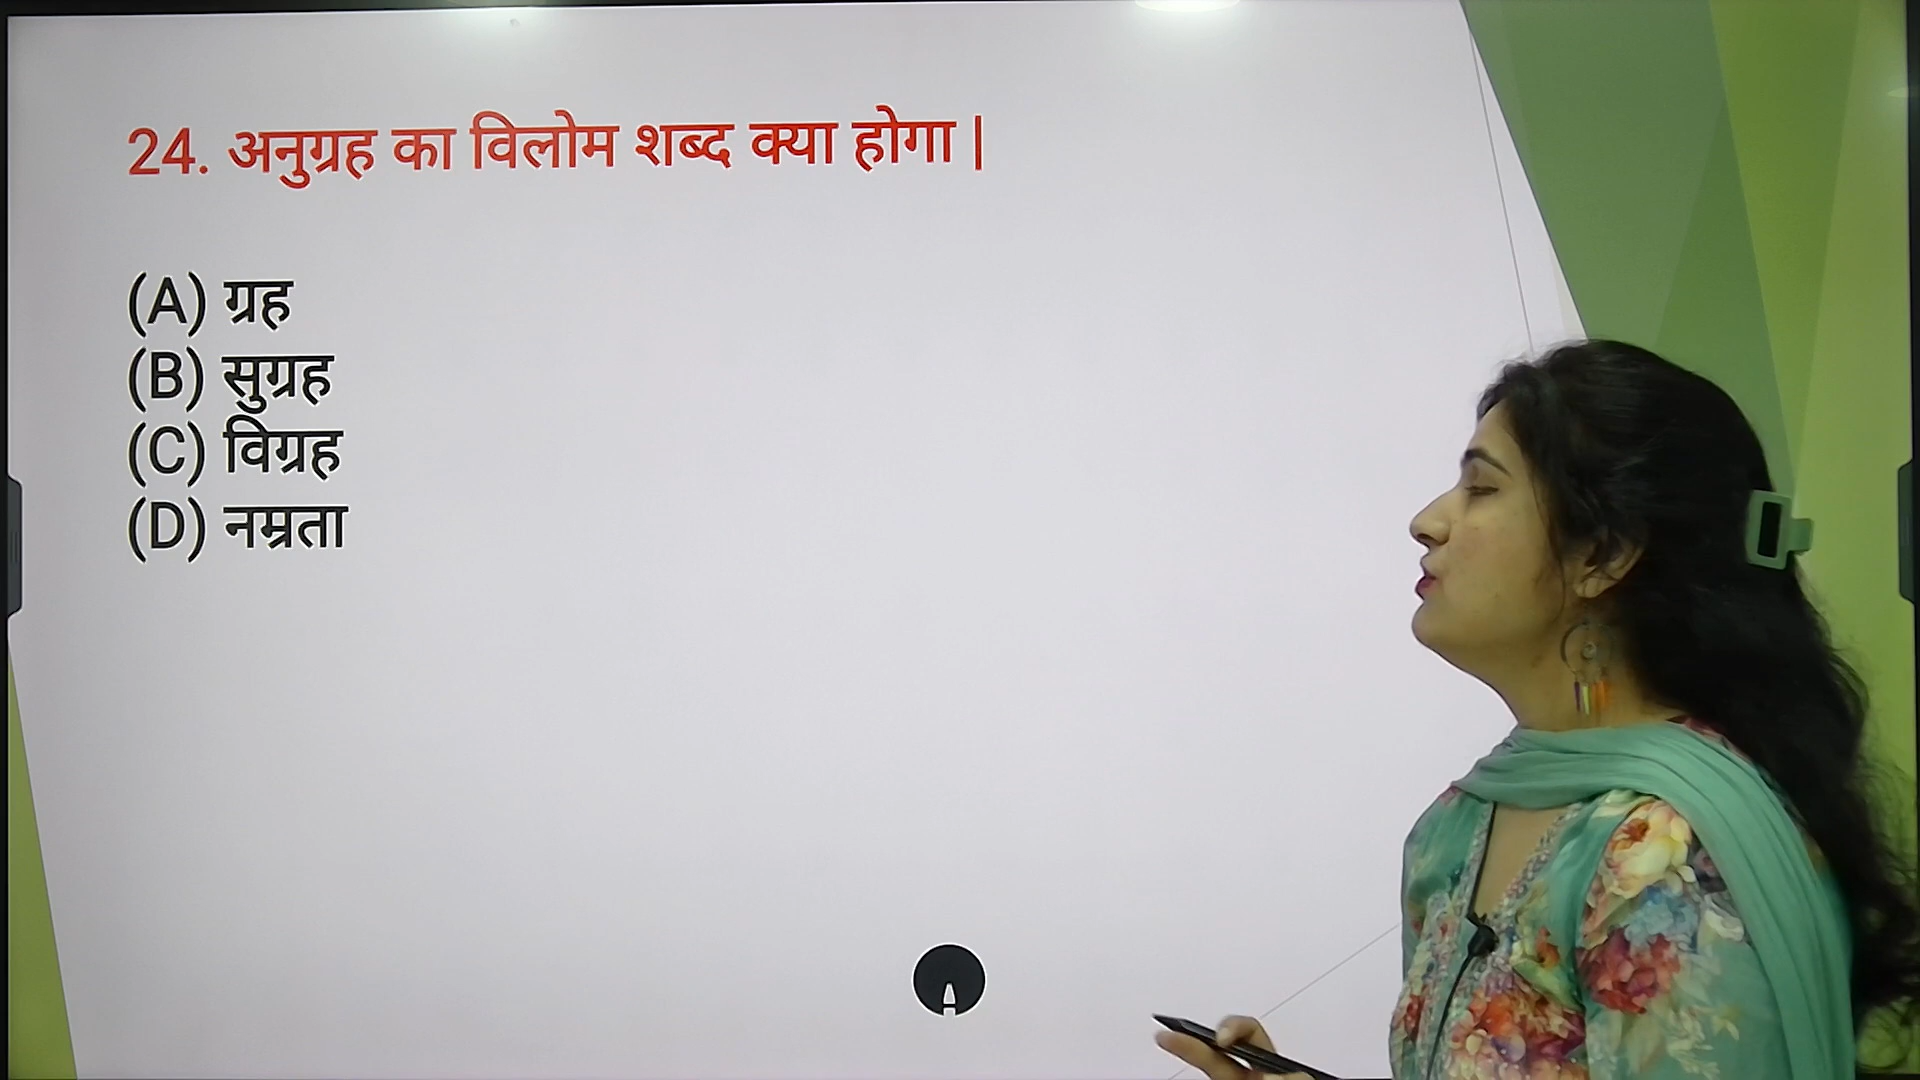 24. अनुग्रह का विलोम शब्द क्या होगा |
(A) ग्रह
(B) सुग्रह
(C) विग्रह
(D) नम्रता